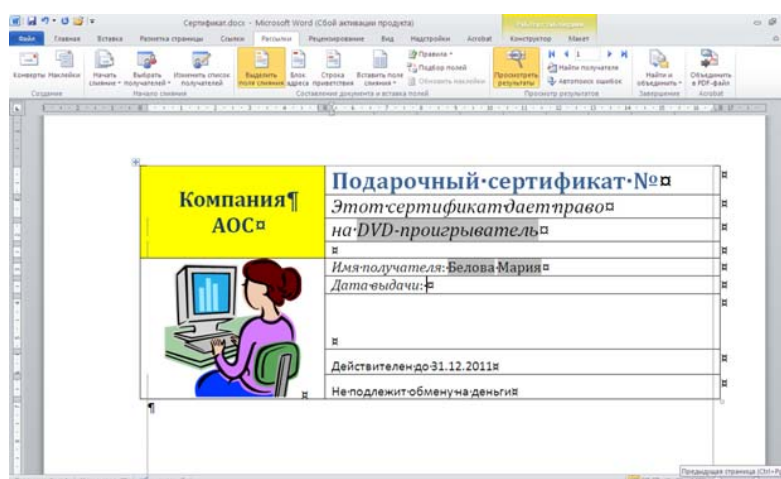 Сертификат.docx - Microsoft Word (Сбой активации продукта)
Файл Главная Вставка Разметка страницы Ссылки Рассылки Рецензирование Вид Надстройки Acrobat Конструктор Макет
Конверты Наклейки
Создание
Начать слияние
Выбрать получателей
Изменить список получателей
Начало слияния
Выделить поля слияния
Блок адреса
Строка приветствия
Вставить поле слияния
Правила
Подбор полей
Обновить наклейки
Составление документа и вставка полей
Просмотреть результаты
1
Найти получателя
Автопоиск ошибок
Просмотр результатов
Найти и объединить
Завершение
Объединить в PDF-файл
Acrobat
Компания¶
АОС¤
Подарочный·сертификат·№¤
Этот·сертификат·дает·право¤
на·DVD-проигрыватель¤
Имя·получателя:·Белова·Мария¤
Дата·выдачи:·¤
Действителен·до·31.12.2011¤
Не·подлежит·обмену·на·деньги¤
Предыдущая страница (Ctrl+P